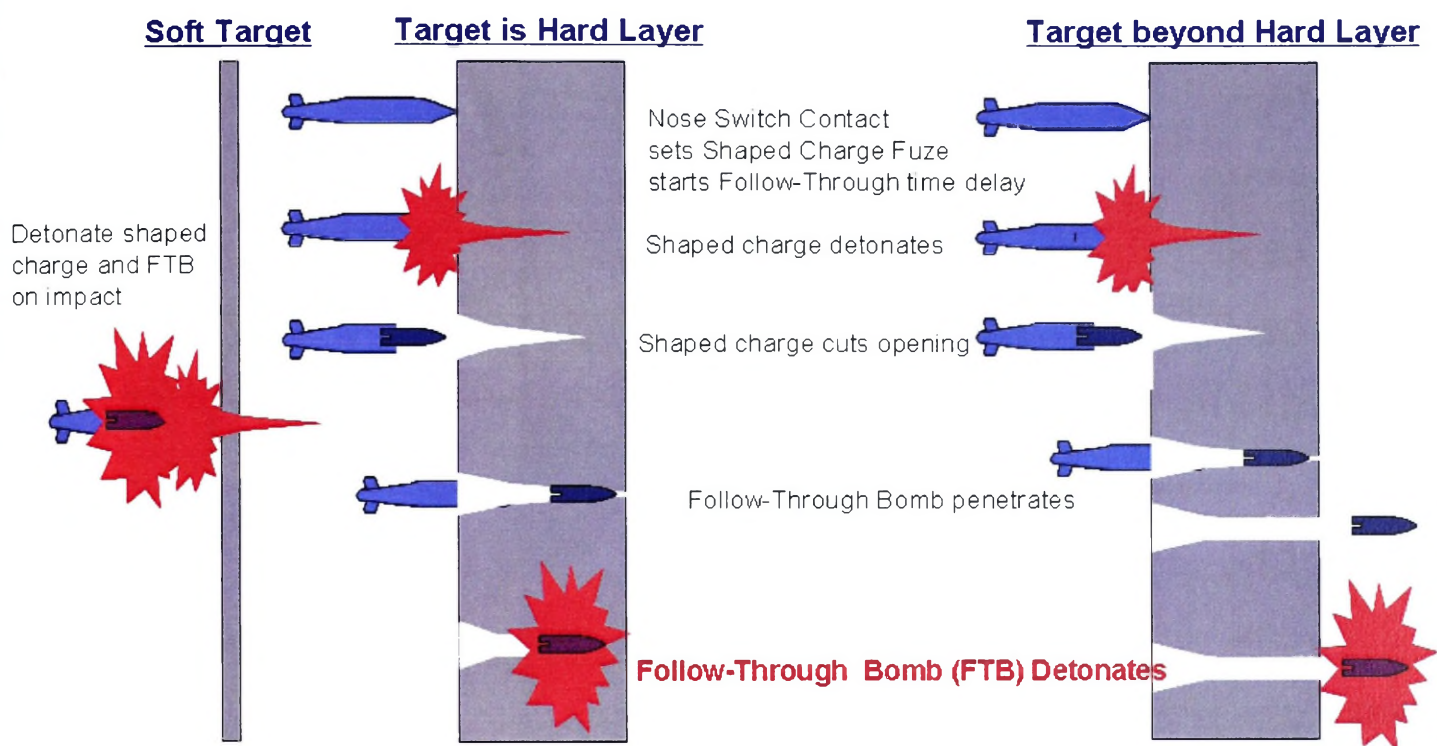 Soft Target
Target is Hard Layer
Target beyond Hard Layer
Nose Switch Contact
sets Shaped Charge Fuze
starts Follow-Through time delay
Detonate shaped
charge and FTB
on impact
Shaped charge detonates
Shaped charge cuts opening
Follow-Through Bomb penetrates
Follow-Through Bomb (FTB) Detonates